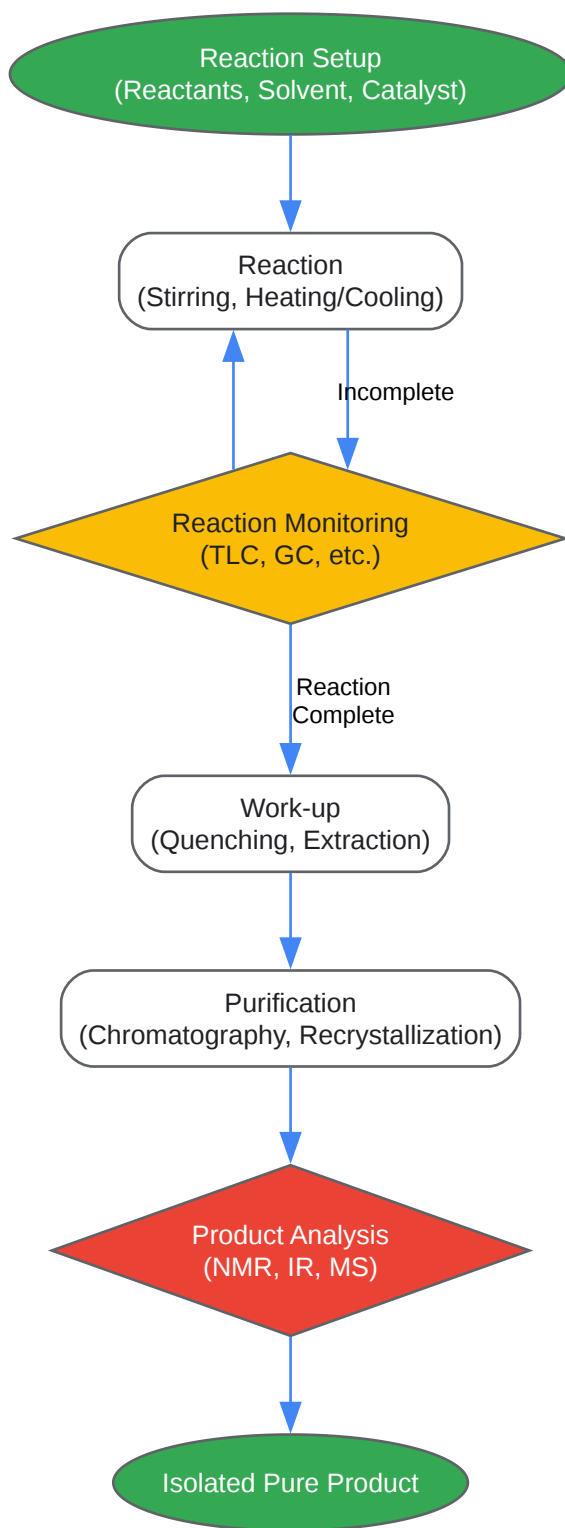 Reaction Setup
(Reactants, Solvent, Catalyst)
Reaction
(Stirring, Heating/Cooling)
Incomplete
Reaction Monitoring
(TLC, GC, etc.)
Reaction
Complete
Work-up
(Quenching, Extraction)
Purification
(Chromatography, Recrystallization)
Product Analysis
(NMR, IR, MS)
Isolated Pure Product